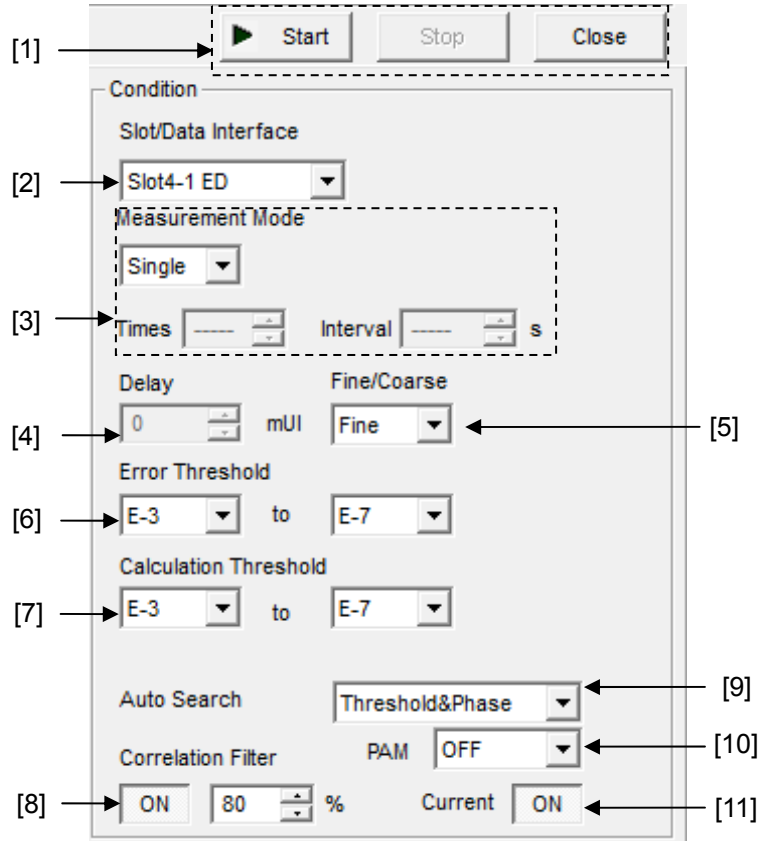 [1] Start Stop Close
Condition
Slot/Data Interface
[2] Slot4-1 ED
Measurement Mode
Single
[3] Times ----- Interval ----- s
Delay Fine/Coarse
[4] 0 mUI Fine [5]
Error Threshold
[6] E-3 to E-7
Calculation Threshold
[7] E-3 to E-7
Auto Search Threshold&Phase [9]
Correlation Filter PAM OFF [10]
[8] ON 80 % Current ON [11]